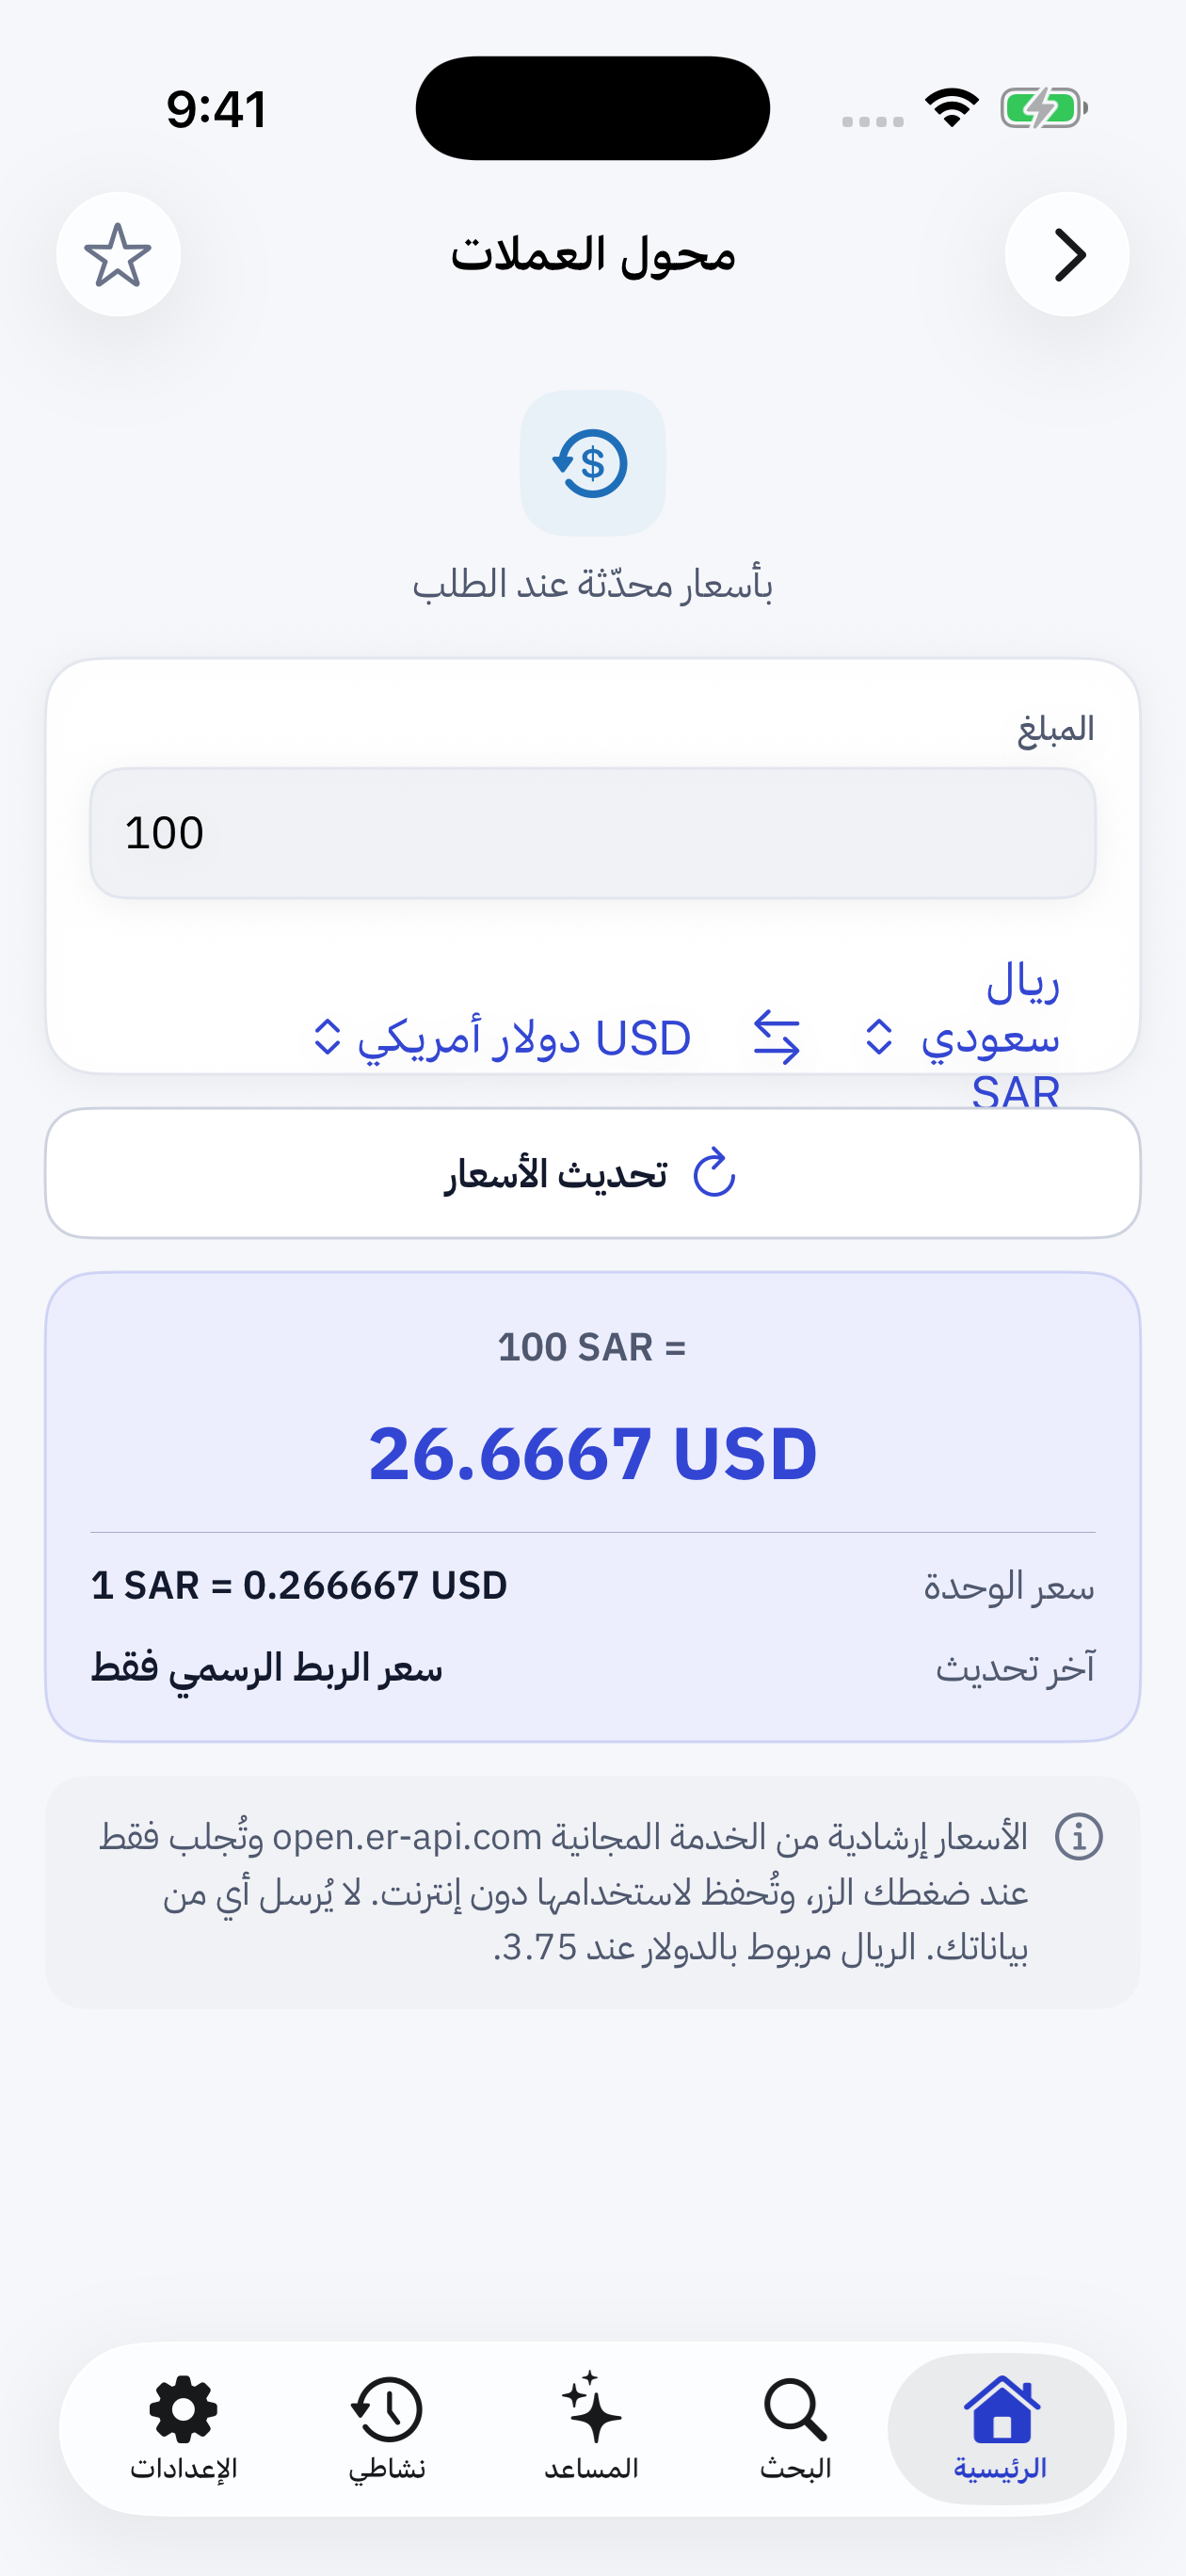 9:41
محول العملات
$
بأسعار محدّثة عند الطلب
المبلغ
100
ريال
سعودي
SAR
USD دولار أمريكي
تحديث الأسعار
100 SAR =
26.6667 USD
سعر الوحدة
1 SAR = 0.266667 USD
آخر تحديث
سعر الربط الرسمي فقط
الأسعار إرشادية من الخدمة المجانية open.er-api.com وتُجلب فقط
عند ضغطك الزر، وتُحفظ لاستخدامها دون إنترنت. لا يُرسل أي من
بياناتك. الريال مربوط بالدولار عند 3.75.
الرئيسية
البحث
المساعد
نشاطي
الإعدادات